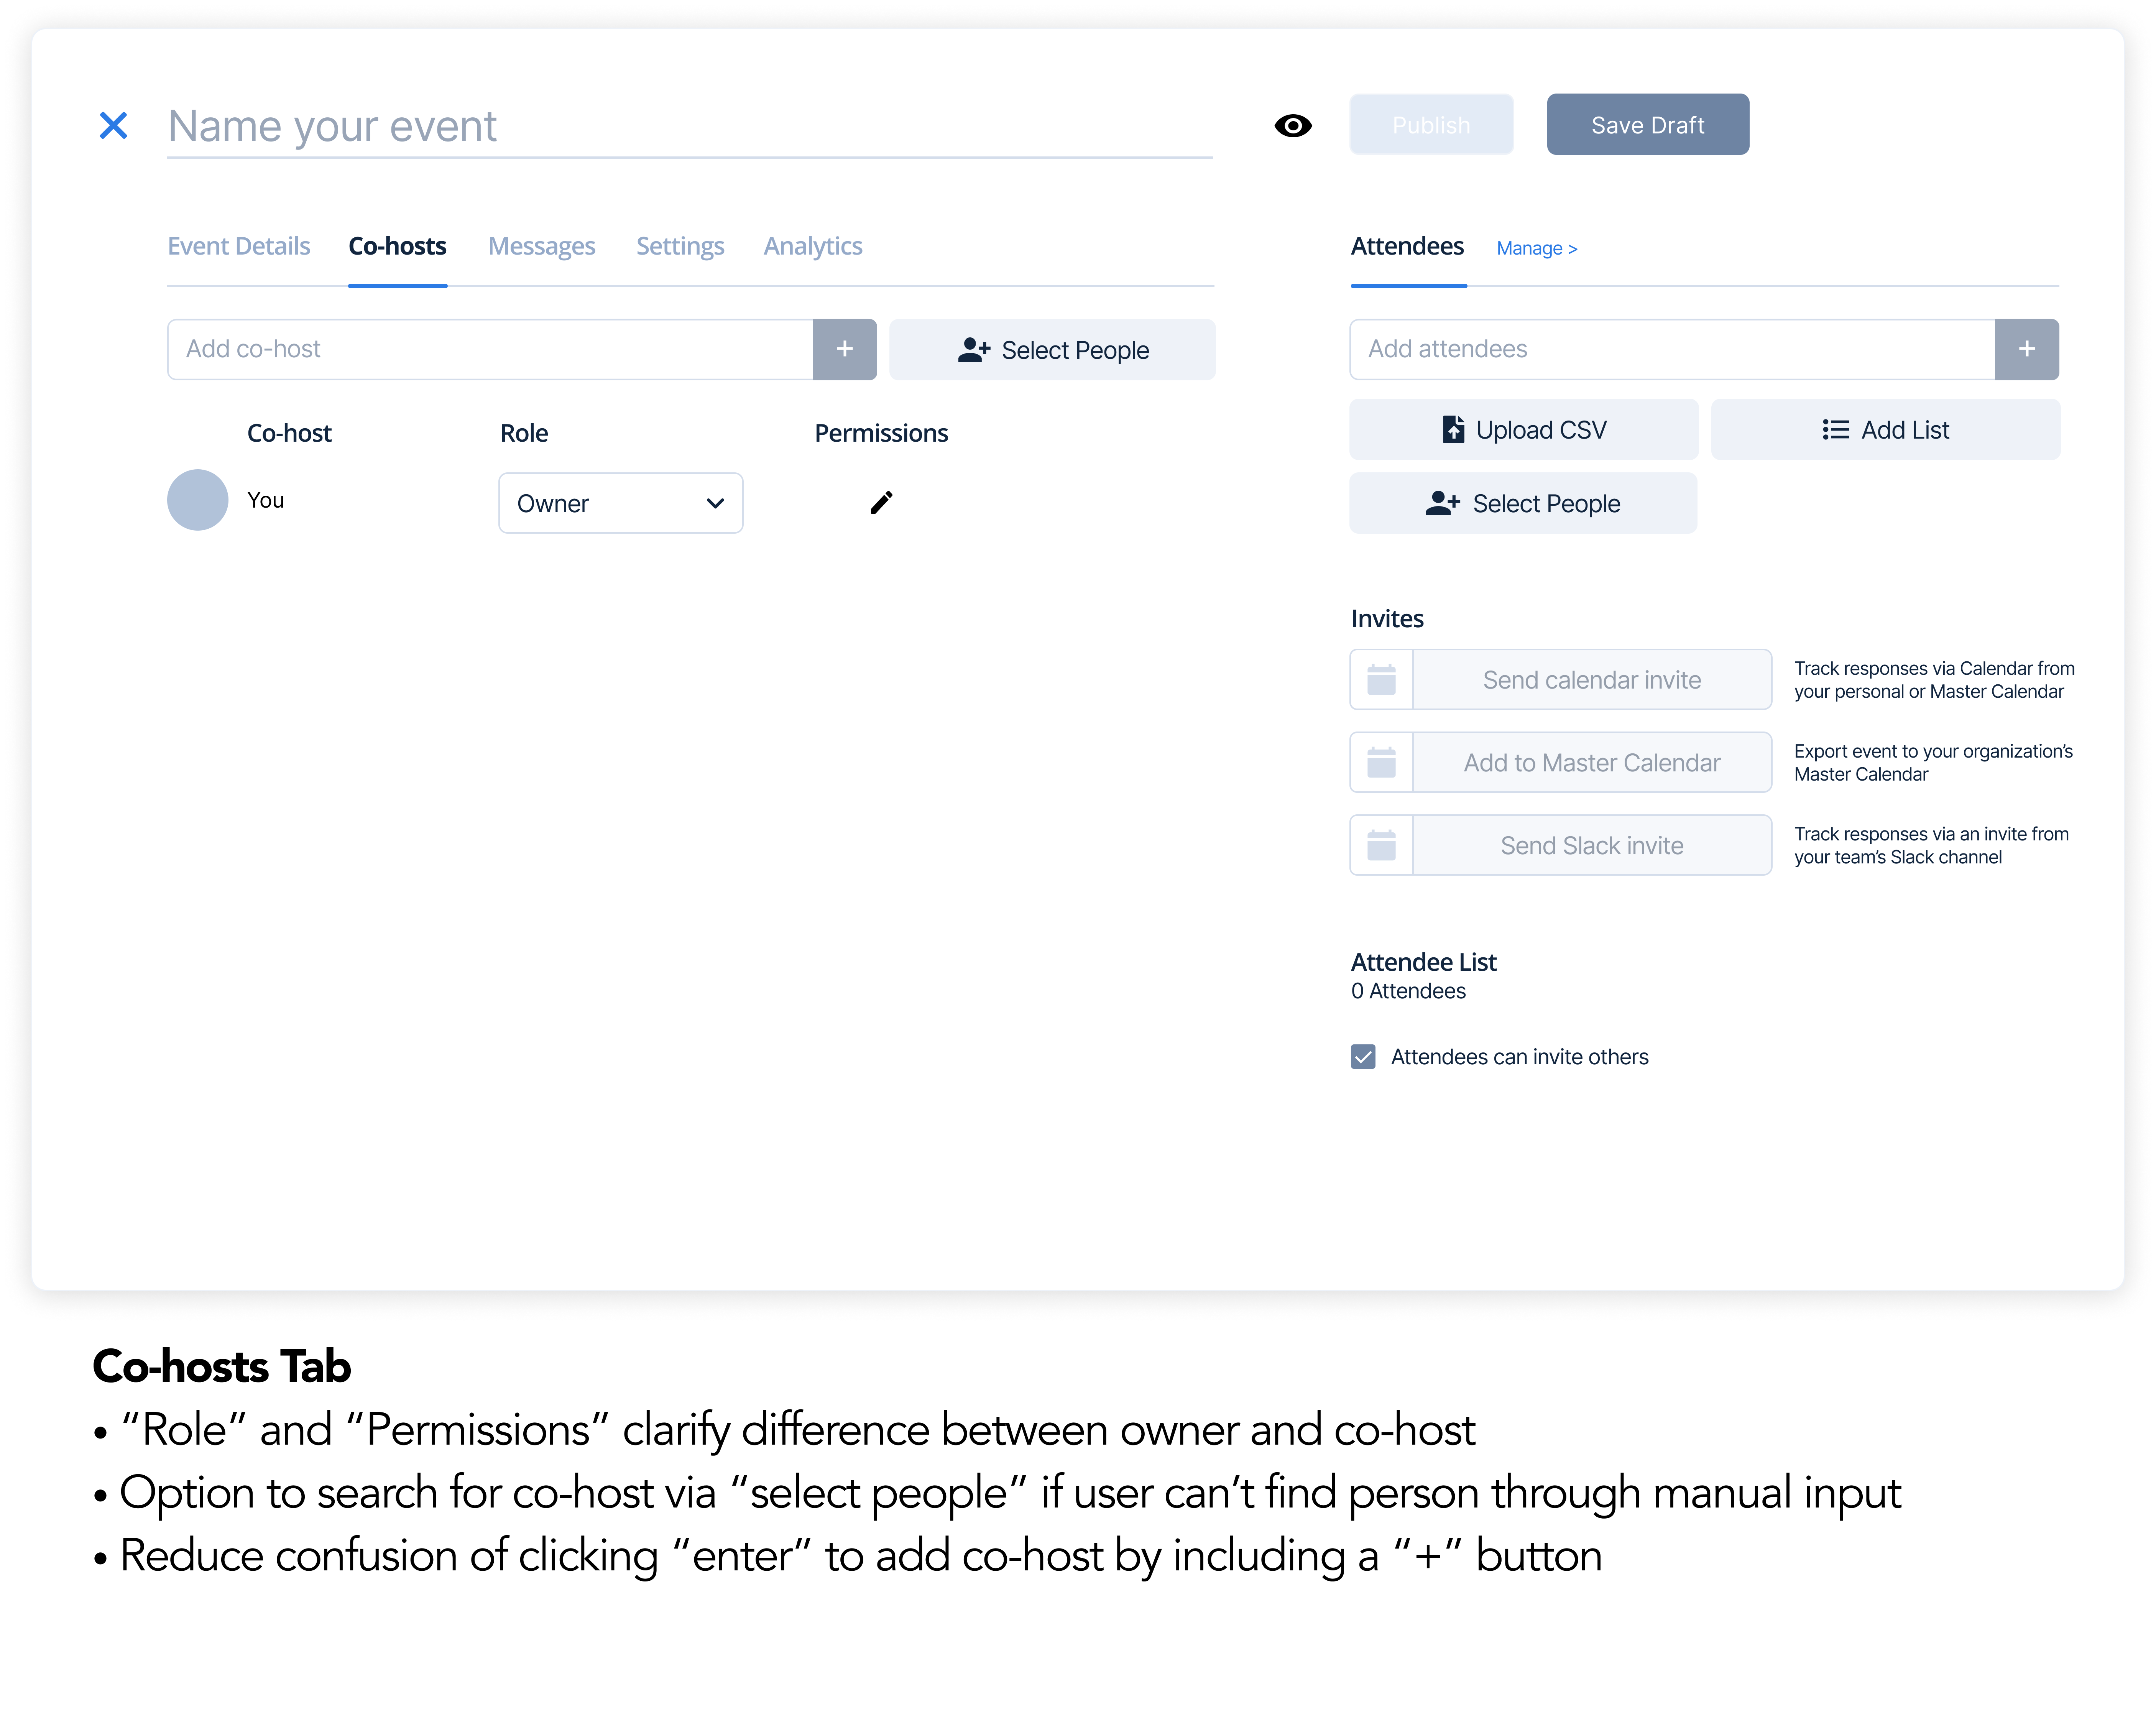 Name your event
Publish
Save Draft
Event Details
Co-hosts
Messages
Settings
Analytics
Add co-host
+
Select People
Co-host
Role
Permissions
You
Owner
Attendees
Manage >
Add attendees
+
Upload CSV
Add List
Select People
Invites
Send calendar invite
Track responses via Calendar from
your personal or Master Calendar
Add to Master Calendar
Export event to your organization’s
Master Calendar
Send Slack invite
Track responses via an invite from
your team’s Slack channel
Attendee List
0 Attendees
Attendees can invite others
Co-hosts Tab
• “Role” and “Permissions” clarify difference between owner and co-host
• Option to search for co-host via “select people” if user can’t find person through manual input
• Reduce confusion of clicking “enter” to add co-host by including a “+” button